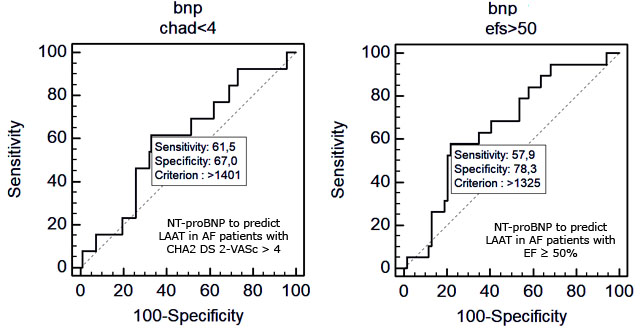 bnp
chad<4
Sensitivity
100
80
60
40
20
0
Sensitivity: 61,5
Specificity: 67,0
Criterion : >1401
NT-proBNP to predict
LAAT in AF patients with
CHA2 DS 2-VASc > 4
0 20 40 60 80 100
100-Specificity
bnp
efs>50
Sensitivity
100
80
60
40
20
0
Sensitivity: 57,9
Specificity: 78,3
Criterion : >1325
NT-proBNP to predict
LAAT in AF patients with
EF ≥ 50%
0 20 40 60 80 100
100-Specificity